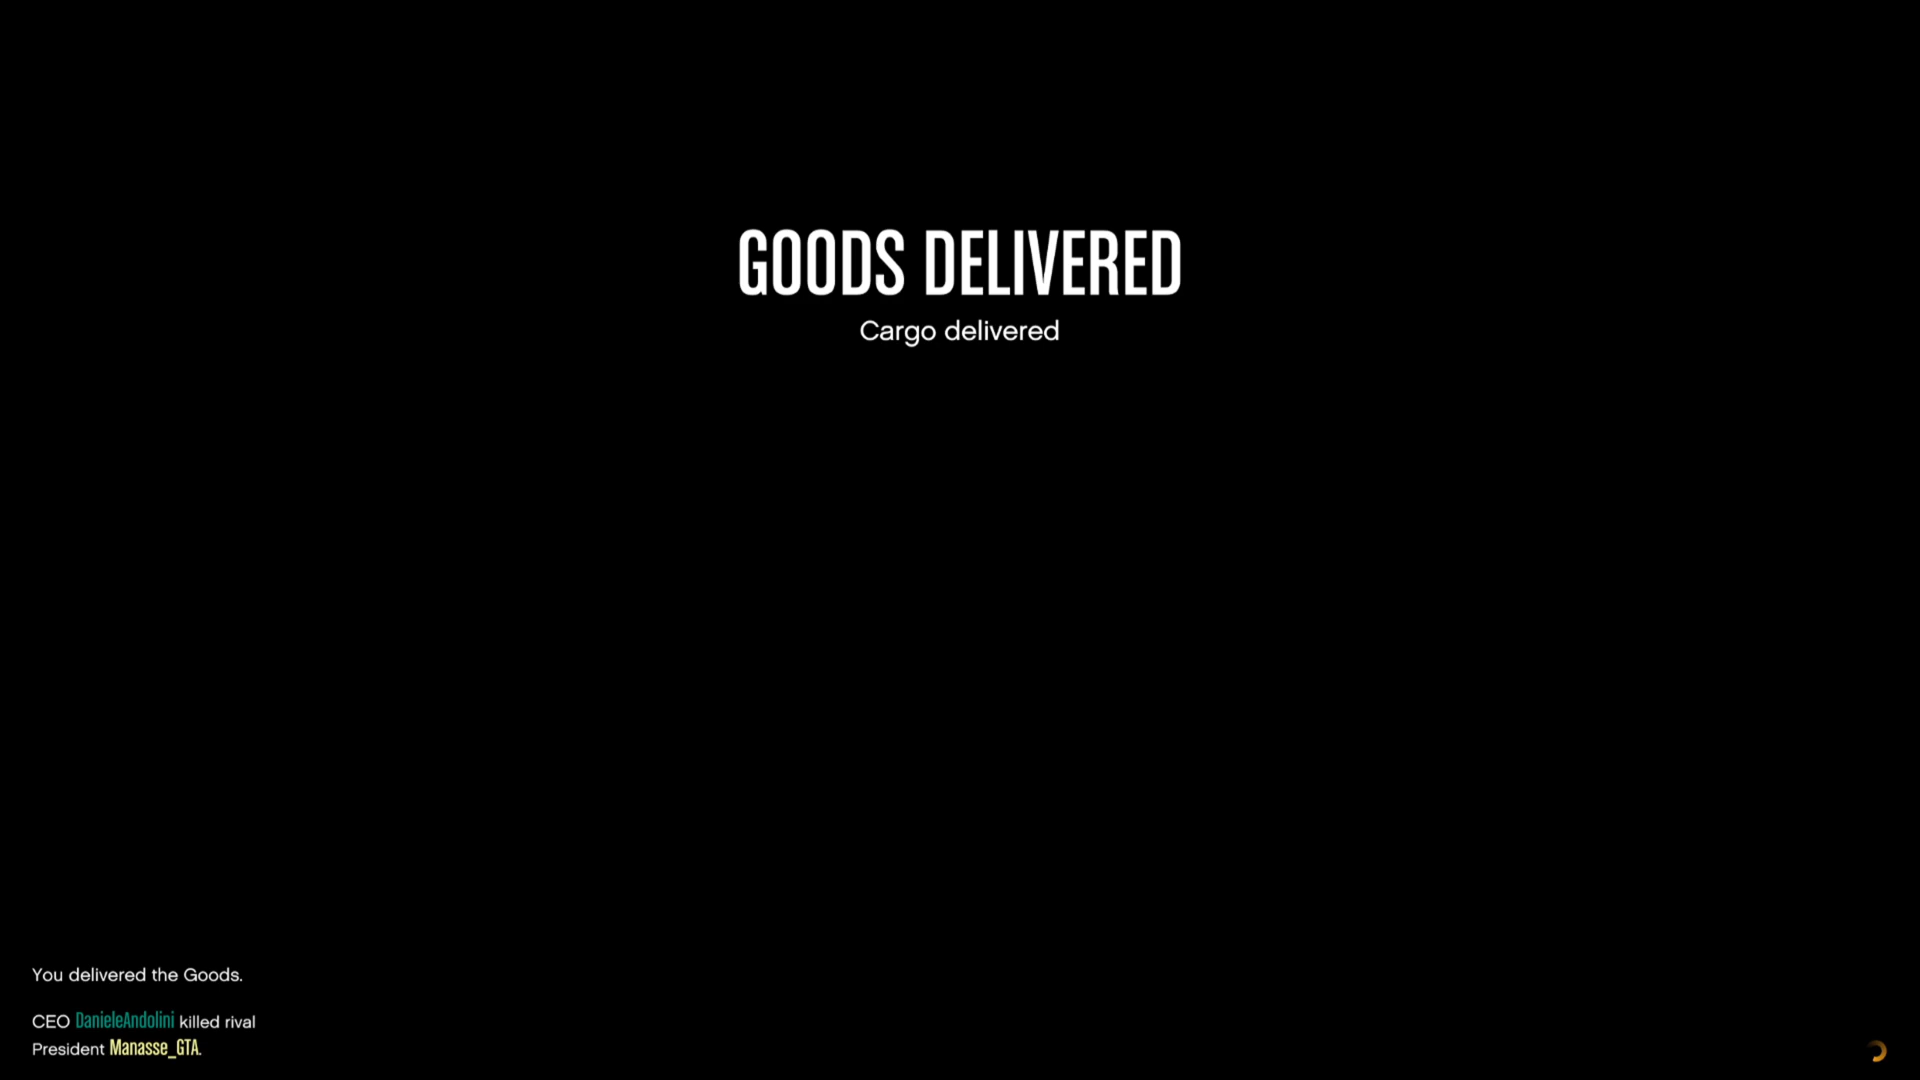 GOODS DELIVERED
Cargo delivered
You delivered the Goods.
CEO DanieleAndolini killed rival
President Manasse_GTA.